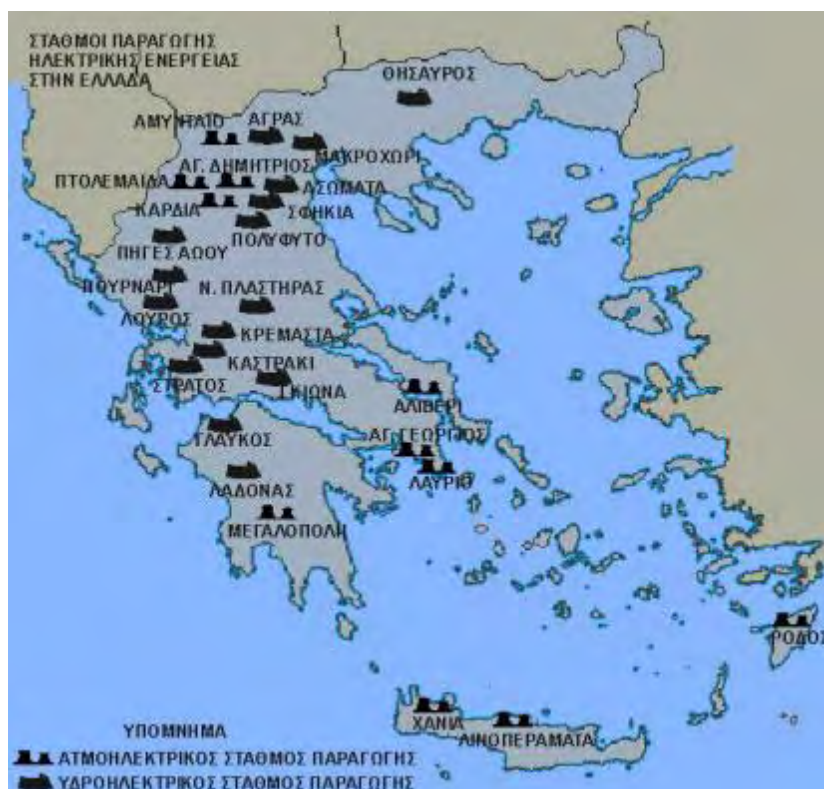 ΣΤΑΘΜΟΙ ΠΑΡΑΓΩΓΗΣ
ΗΛΕΚΤΡΙΚΗΣ ΕΝΕΡΓΕΙΑΣ
ΣΤΗΝ ΕΛΛΑΔΑ
ΘΗΣΑΥΡΟΣ
ΑΜΥΝΤΑΙΟ
ΑΓΡΑΣ
ΜΑΚΡΟΧΩΡΙ
ΑΓ. ΔΗΜΗΤΡΙΟΣ
ΠΤΟΛΕΜΑΙΔΑ
ΑΣΩΜΑΤΑ
ΚΑΡΔΙΑ
ΣΦΗΚΙΑ
ΠΟΛΥΦΥΤΟ
ΠΗΓΕΣ ΑΩΟΥ
ΠΟΥΡΝΑΡΙ
Ν. ΠΛΑΣΤΗΡΑΣ
ΛΟΥΡΟΣ
ΚΡΕΜΑΣΤΑ
ΚΑΣΤΡΑΚΙ
ΣΤΡΑΤΟΣ
ΓΚΙΩΝΑ
ΑΛΙΒΕΡΙ
ΓΛΑΥΚΟΣ
ΑΓ. ΓΕΩΡΓΙΟΣ
ΛΑΥΡΙΟ
ΛΑΔΩΝΑΣ
ΜΕΓΑΛΟΠΟΛΗ
ΡΟΔΟΣ
ΧΑΝΙΑ
ΛΙΝΟΠΕΡΑΜΑΤΑ
ΥΠΟΜΝΗΜΑ
ΑΤΜΟΗΛΕΚΤΡΙΚΟΣ ΣΤΑΘΜΟΣ ΠΑΡΑΓΩΓΗΣ
ΥΔΡΟΗΛΕΚΤΡΙΚΟΣ ΣΤΑΘΜΟΣ ΠΑΡΑΓΩΓΗΣ